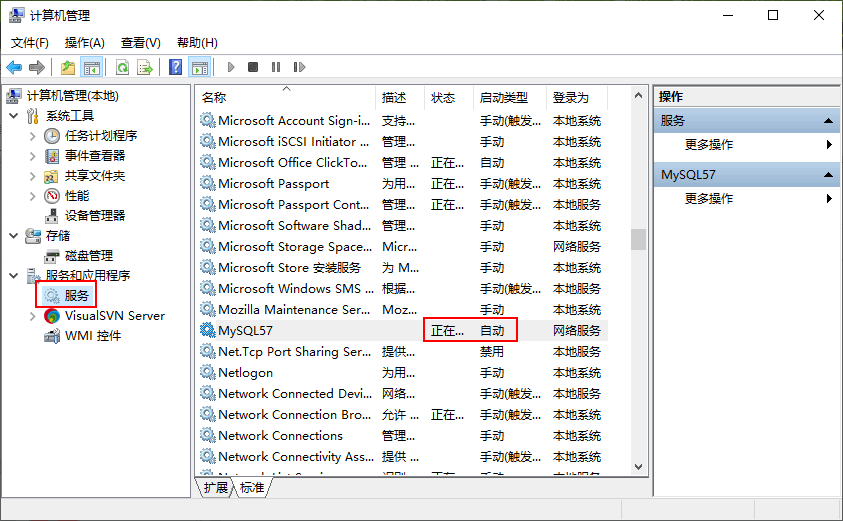 计算机管理
文件(F) 操作(A) 查看(V) 帮助(H)
计算机管理(本地)
系统工具
任务计划程序
事件查看器
共享文件夹
性能
设备管理器
存储
磁盘管理
服务和应用程序
服务
VisualSVN Server
WMI 控件
名称 描述 状态 启动类型 登录为
Microsoft Account Sign-i... 支持... 手动(触发... 本地系统
Microsoft iSCSI Initiator ... 管理... 手动 本地系统
Microsoft Office ClickTo... 管理 ... 正在... 自动 本地系统
Microsoft Passport 为用... 手动(触发... 本地系统
Microsoft Passport Cont... 管理... 正在... 手动(触发... 本地服务
Microsoft Software Shad... 管理... 手动 本地系统
Microsoft Storage Space... Micr... 手动 网络服务
Microsoft Store 安装服务 为 M... 手动 本地系统
Microsoft Windows SMS ... 根据... 手动(触发... 本地服务
Mozilla Maintenance Ser... Moz... 手动 本地系统
MySQL57 正在... 自动 网络服务
Net.Tcp Port Sharing Ser... 提供... 禁用 本地服务
Netlogon 为用... 手动 本地系统
Network Connected Devi... 网络... 手动(触发... 本地服务
Network Connection Bro... 允许 ... 正在... 手动(触发... 本地系统
Network Connections 管理... 手动 本地系统
Network Connectivity Ass... 提供 ... 手动(触发... 本地系统
扩展 标准
操作
服务
更多操作
MySQL57
更多操作